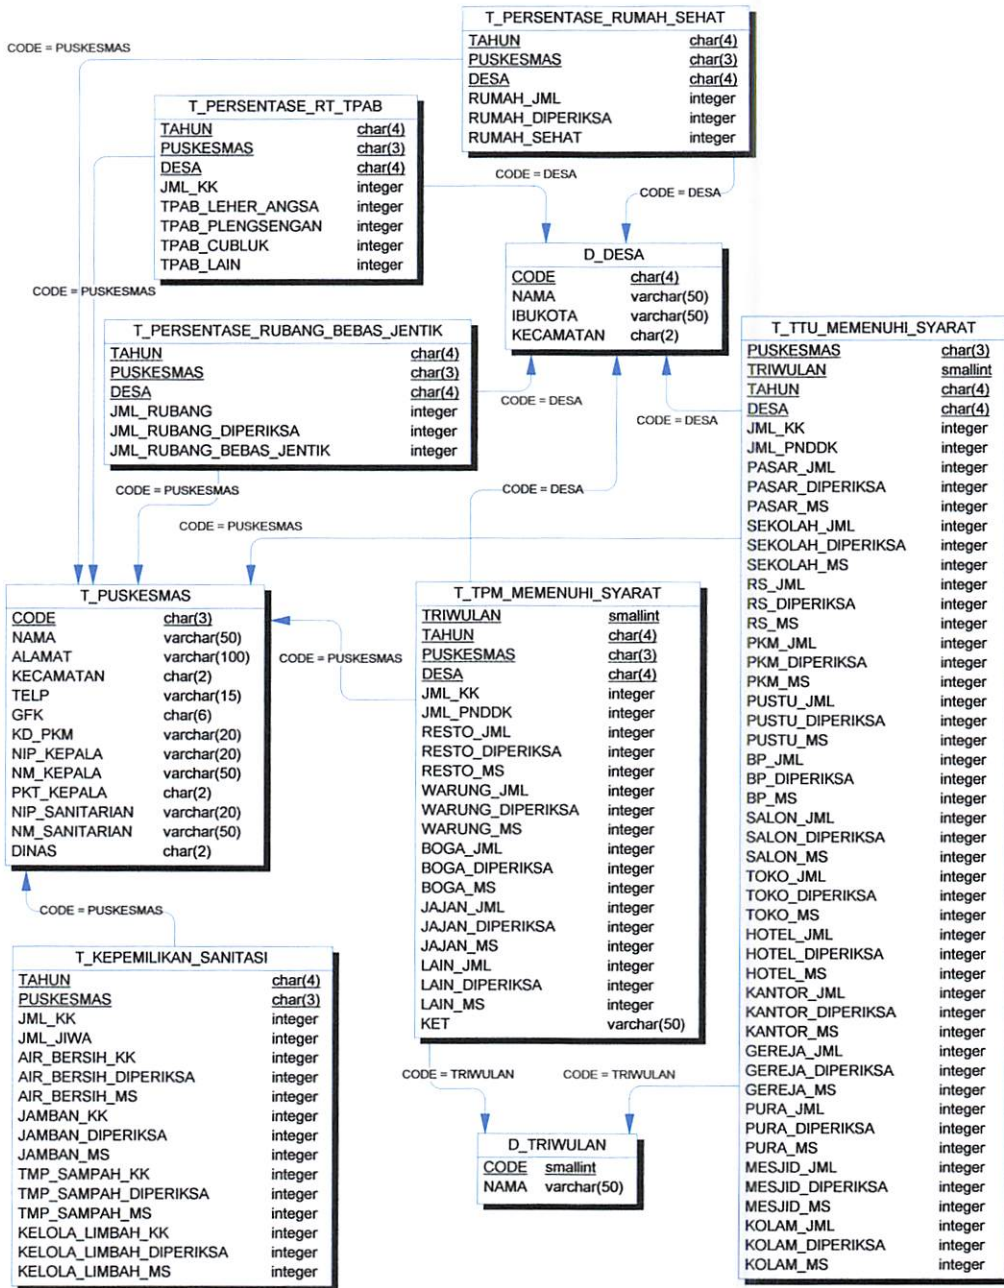 T_PERSENTASE_RUMAH_SEHAT
TAHUN char(4)
PUSKESMAS char(3)
DESA char(4)
RUMAH_JML integer
RUMAH_DIPERIKSA integer
RUMAH_SEHAT integer
CODE = PUSKESMAS
T_PERSENTASE_RT_TPAB
TAHUN char(4)
PUSKESMAS char(3)
DESA char(4)
JML_KK integer
TPAB_LEHER_ANGSA integer
TPAB_PLENGSENGAN integer
TPAB_CUBLUK integer
TPAB_LAIN integer
CODE = DESA
CODE = DESA
D_DESA
CODE char(4)
NAMA varchar(50)
IBUKOTA varchar(50)
KECAMATAN char(2)
CODE = PUSKESMAS
T_PERSENTASE_RUBANG_BEBAS_JENTIK
TAHUN char(4)
PUSKESMAS char(3)
DESA char(4)
JML_RUBANG integer
JML_RUBANG_DIPERIKSA integer
JML_RUBANG_BEBAS_JENTIK integer
CODE = DESA
CODE = DESA
CODE = PUSKESMAS
CODE = DESA
CODE = PUSKESMAS
T_TTU_MEMENUHI_SYARAT
PUSKESMAS char(3)
TRIWULAN smallint
TAHUN char(4)
DESA char(4)
JML_KK integer
JML_PNDDK integer
PASAR_JML integer
PASAR_DIPERIKSA integer
PASAR_MS integer
SEKOLAH_JML integer
SEKOLAH_DIPERIKSA integer
SEKOLAH_MS integer
RS_JML integer
RS_DIPERIKSA integer
RS_MS integer
PKM_JML integer
PKM_DIPERIKSA integer
PKM_MS integer
PUSTU_JML integer
PUSTU_DIPERIKSA integer
PUSTU_MS integer
BP_JML integer
BP_DIPERIKSA integer
BP_MS integer
SALON_JML integer
SALON_DIPERIKSA integer
SALON_MS integer
TOKO_JML integer
TOKO_DIPERIKSA integer
TOKO_MS integer
HOTEL_JML integer
HOTEL_DIPERIKSA integer
HOTEL_MS integer
KANTOR_JML integer
KANTOR_DIPERIKSA integer
KANTOR_MS integer
GEREJA_JML integer
GEREJA_DIPERIKSA integer
GEREJA_MS integer
PURA_JML integer
PURA_DIPERIKSA integer
PURA_MS integer
MESJID_JML integer
MESJID_DIPERIKSA integer
MESJID_MS integer
KOLAM_JML integer
KOLAM_DIPERIKSA integer
KOLAM_MS integer
T_PUSKESMAS
CODE char(3)
NAMA varchar(50)
ALAMAT varchar(100)
KECAMATAN char(2)
TELP varchar(15)
GFK char(6)
KD_PKM varchar(20)
NIP_KEPALA varchar(20)
NM_KEPALA varchar(50)
PKT_KEPALA char(2)
NIP_SANITARIAN varchar(20)
NM_SANITARIAN varchar(50)
DINAS char(2)
CODE = PUSKESMAS
T_TPM_MEMENUHI_SYARAT
TRIWULAN smallint
TAHUN char(4)
PUSKESMAS char(3)
DESA char(4)
JML_KK integer
JML_PNDDK integer
RESTO_JML integer
RESTO_DIPERIKSA integer
RESTO_MS integer
WARUNG_JML integer
WARUNG_DIPERIKSA integer
WARUNG_MS integer
BOGA_JML integer
BOGA_DIPERIKSA integer
BOGA_MS integer
JAJAN_JML integer
JAJAN_DIPERIKSA integer
JAJAN_MS integer
LAIN_JML integer
LAIN_DIPERIKSA integer
LAIN_MS integer
KET varchar(50)
CODE = PUSKESMAS
T_KEPEMILIKAN_SANITASI
TAHUN char(4)
PUSKESMAS char(3)
JML_KK integer
JML_JIWA integer
AIR_BERSIH_KK integer
AIR_BERSIH_DIPERIKSA integer
AIR_BERSIH_MS integer
JAMBAN_KK integer
JAMBAN_DIPERIKSA integer
JAMBAN_MS integer
TMP_SAMPAH_KK integer
TMP_SAMPAH_DIPERIKSA integer
TMP_SAMPAH_MS integer
KELOLA_LIMBAH_KK integer
KELOLA_LIMBAH_DIPERIKSA integer
KELOLA_LIMBAH_MS integer
CODE = TRIWULAN
CODE = TRIWULAN
D_TRIWULAN
CODE smallint
NAMA varchar(50)